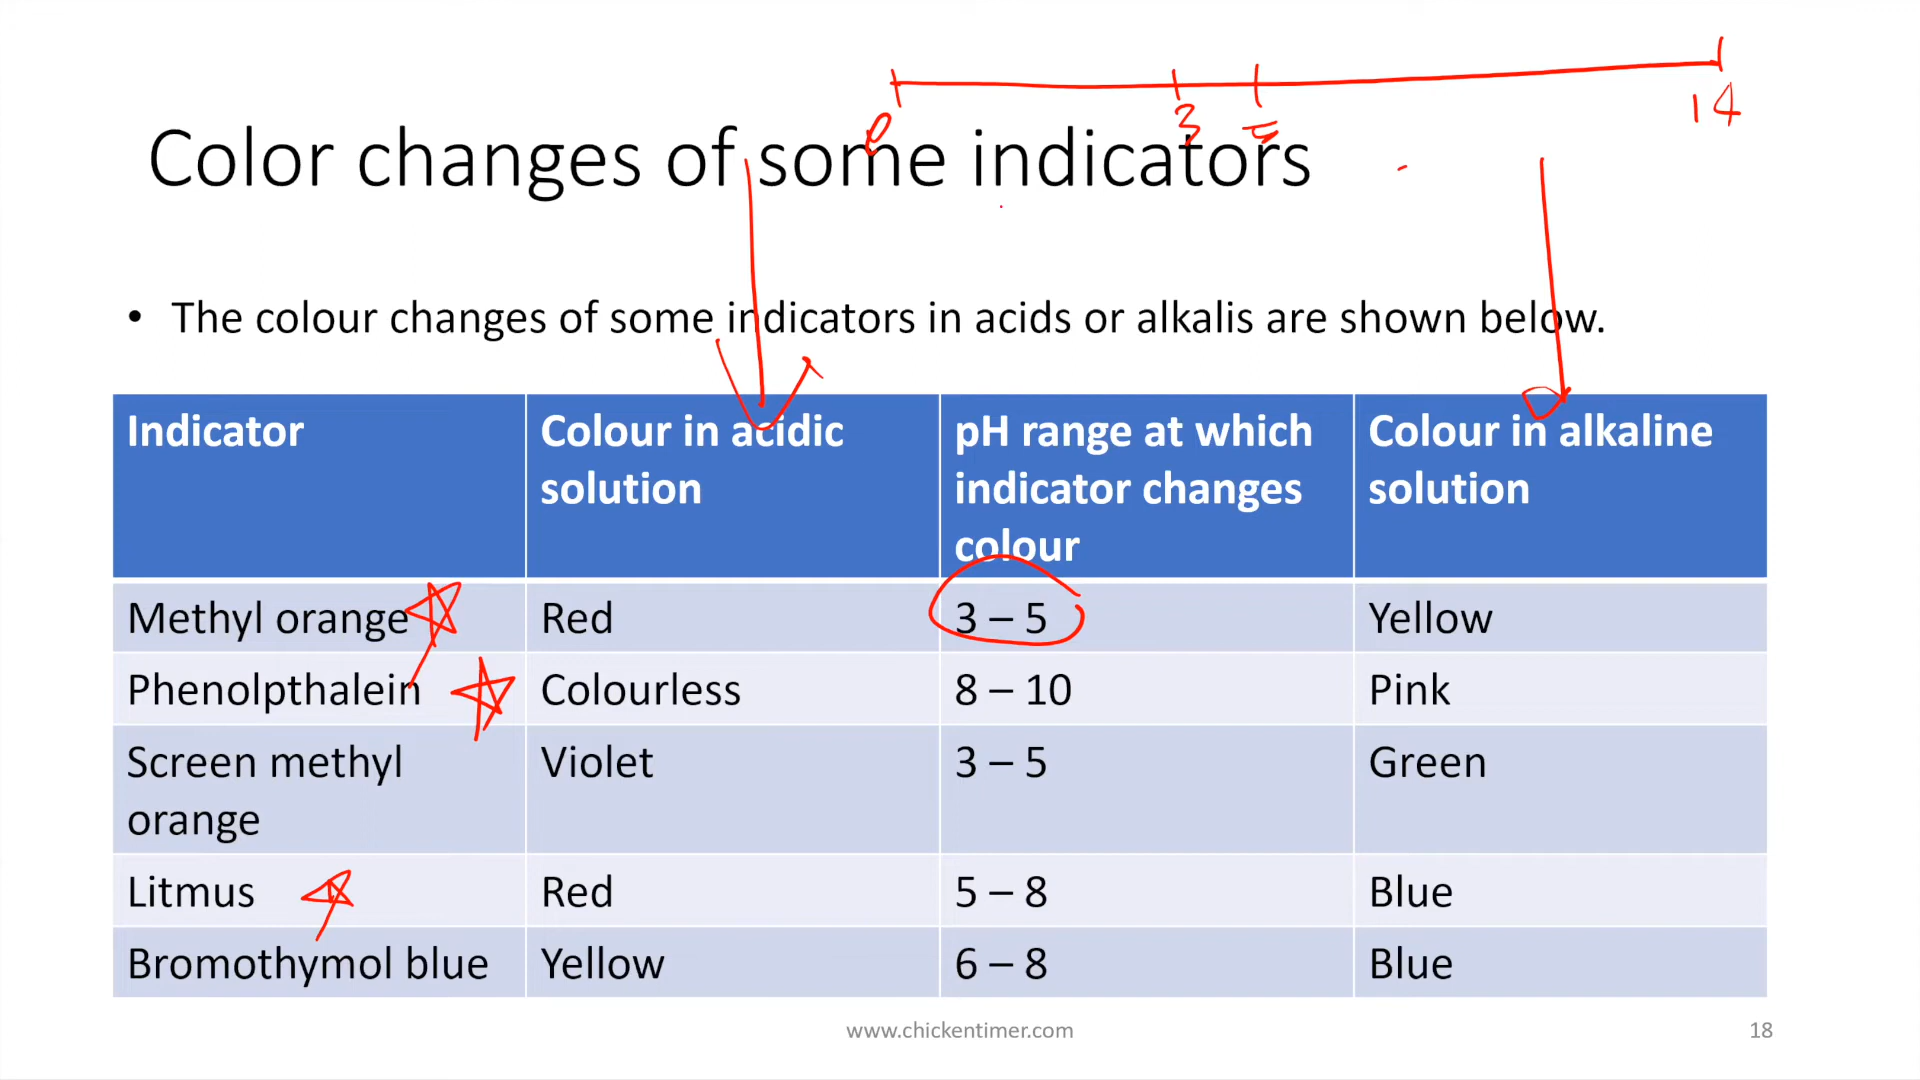 0 3 5 14
Color changes of some indicators
• The colour changes of some indicators in acids or alkalis are shown below.
Indicator
Colour in acidic
solution
pH range at which
indicator changes
colour
Colour in alkaline
solution
Methyl orange Red 3 – 5 Yellow
Phenolpthalein Colourless 8 – 10 Pink
Screen methyl
orange
Violet 3 – 5 Green
Litmus Red 5 – 8 Blue
Bromothymol blue Yellow 6 – 8 Blue
www.chickentimer.com 18